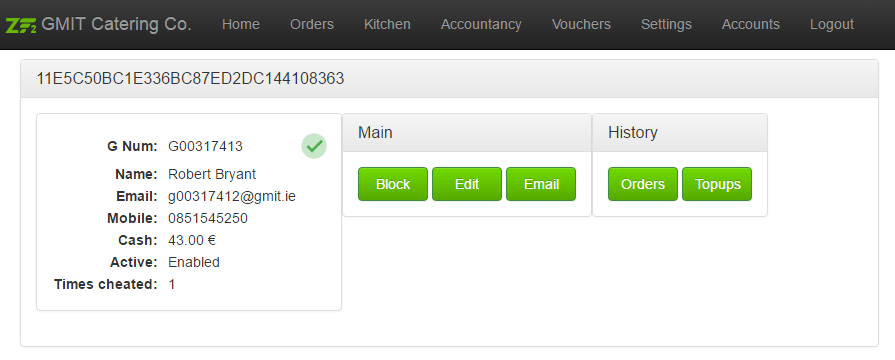 ZF2 GMIT Catering Co. Home Orders Kitchen Accountancy Vouchers Settings Accounts Logout
11E5C50BC1E336BC87ED2DC144108363
G Num: G00317413
Name: Robert Bryant
Email: g00317412@gmit.ie
Mobile: 0851545250
Cash: 43.00 €
Active: Enabled
Times cheated: 1
Main
Block Edit Email
History
Orders Topups